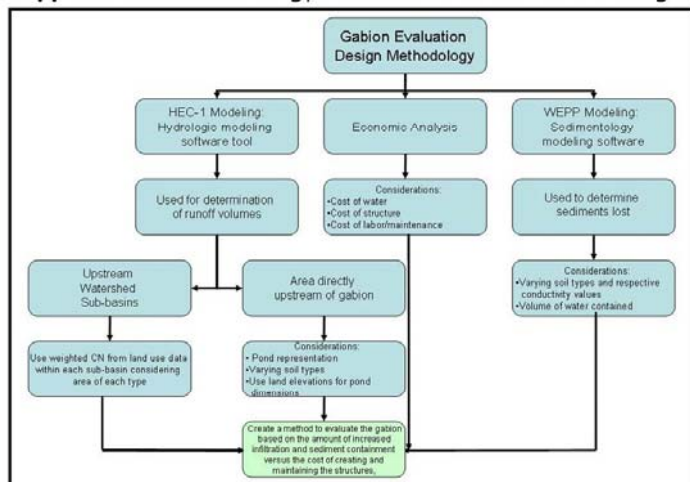 Gabion Evaluation
Design Methodology
HEC-1 Modeling:
Hydrologic modeling
software tool
Economic Analysis
WEPP Modeling:
Sedimentology
modeling software
Used for determination
of runoff volumes
Considerations:
•Cost of water
•Cost of structure
•Cost of labor/maintenance
Used to determine
sediments lost
Upstream
Watershed
Sub-basins
Area directly
upstream of gabion
Considerations:
•Varying soil types and respective
conductivity values
•Volume of water contained
Use weighted CN from land use data
within each sub-basin considering
area of each type
Considerations:
• Pond representation
•Varying soil types
•Use land elevations for pond
dimensions
Create a method to evaluate the gabion
based on the amount of increased
infiltration and sediment containment
versus the cost of creating and
maintaining the structures,